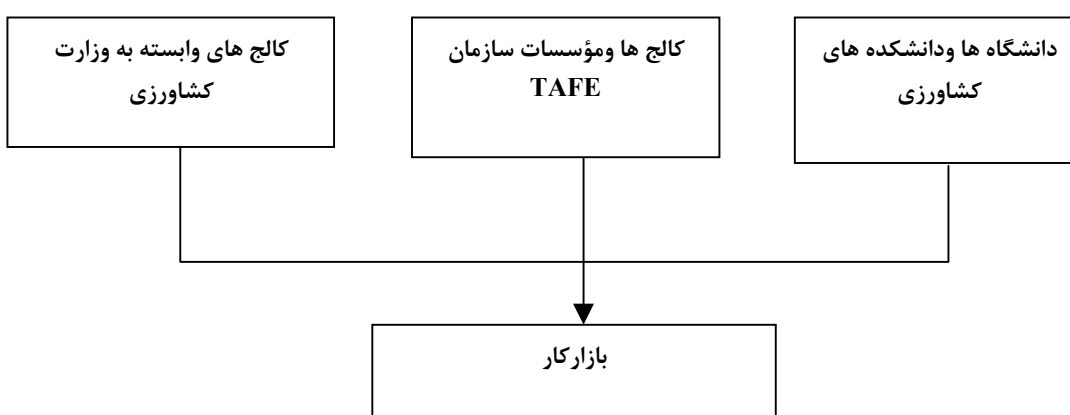 دانشگاه ها ودانشکده های
کشاورزی
کالج ها ومؤسسات سازمان
TAFE
کالج های وابسته به وزارت
کشاورزی
بازارکار